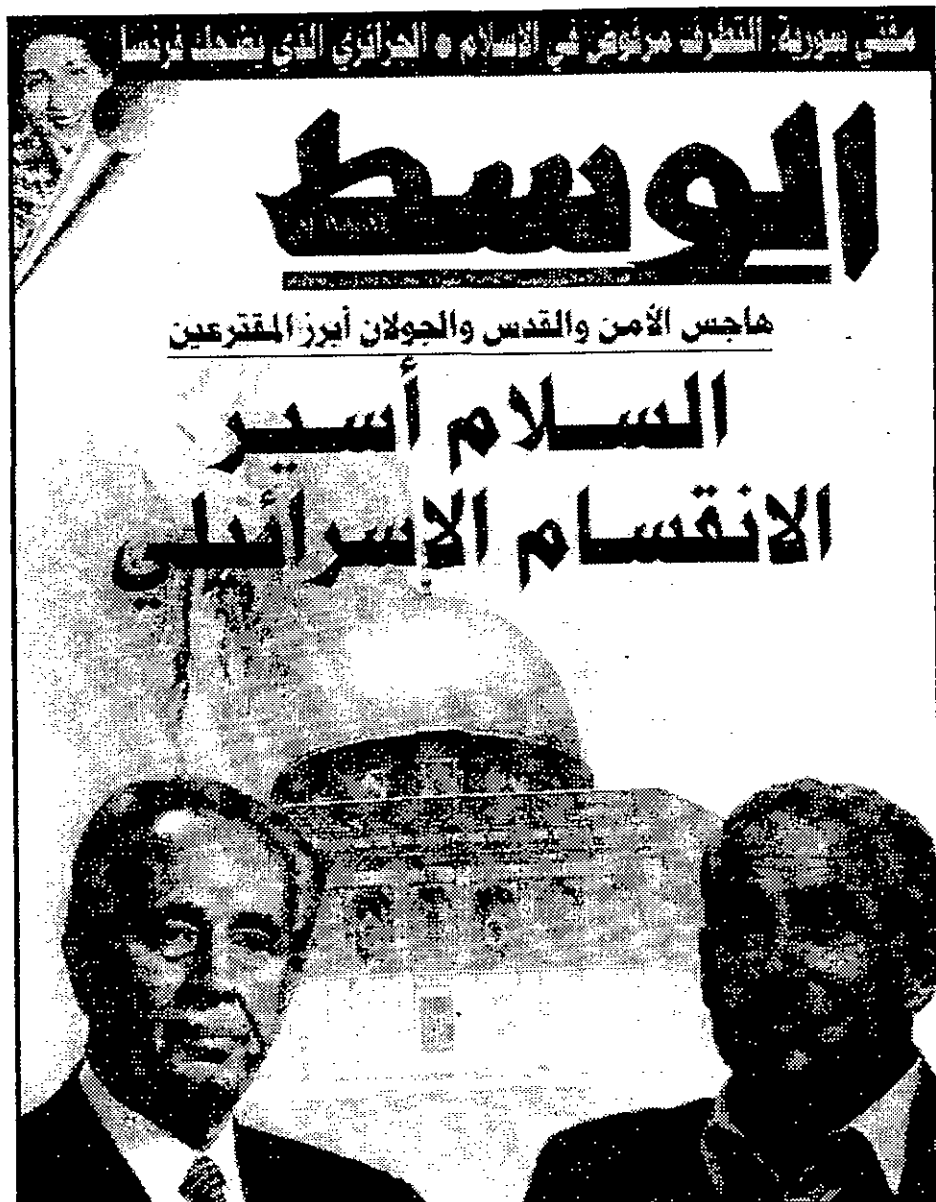 مفتي سورية: التطرف مرفوض في الاسلام • الجزائري الذي يضحك فرنسا
الوسط
هاجس الأمن والقدس والجولان أبرز المقترعين
السلام أسير
الانقسام الإسرائيلي